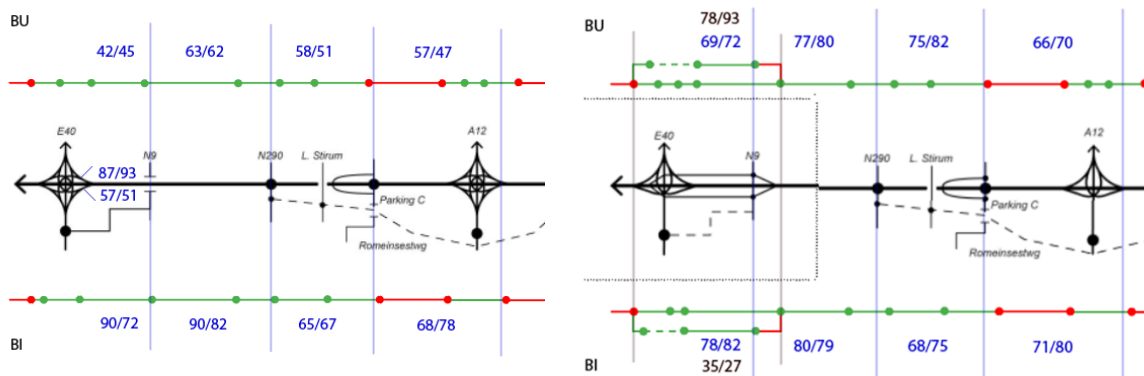 BU
42/45 63/62 58/51 57/47
E40
N9
N290
L. Stirum
A12
87/93
57/51
Parking C
Romeinsestwg
90/72 90/82 65/67 68/78
BI
BU
78/93
69/72 77/80 75/82 66/70
E40
N9
N290
L. Stirum
A12
Parking C
Romeinsestwg
78/82 80/79 68/75 71/80
35/27
BI